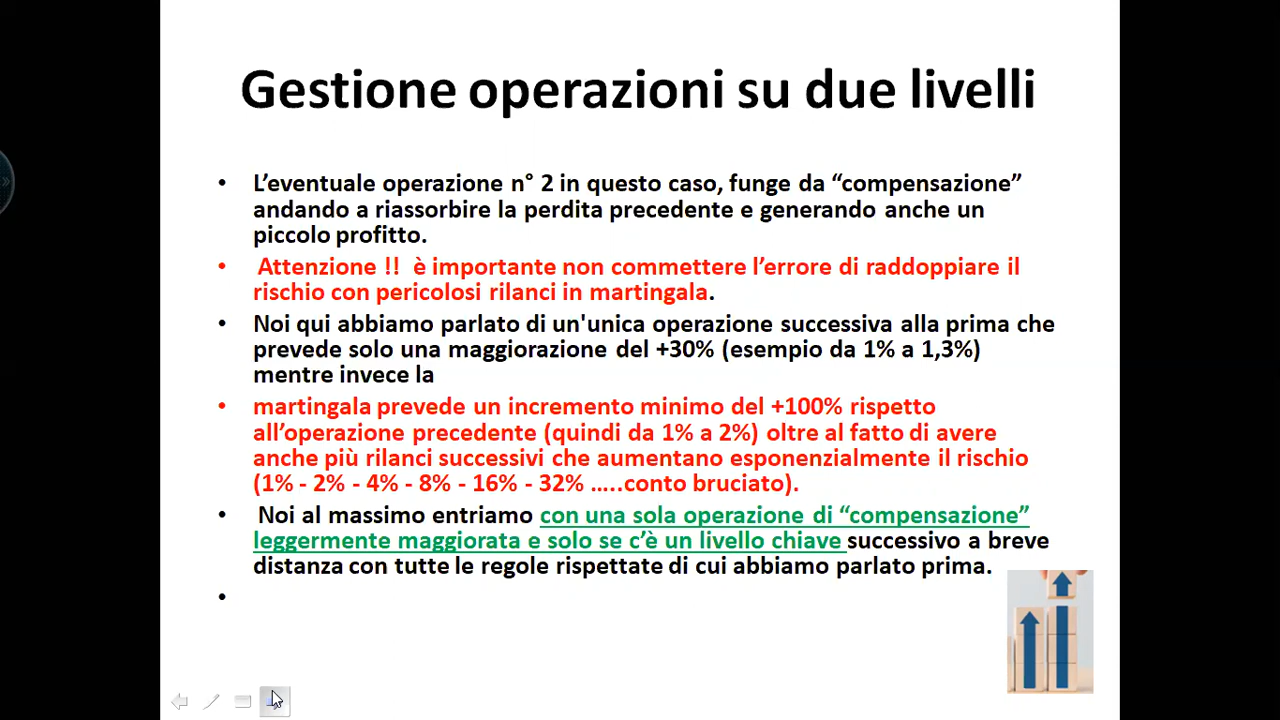 Gestione operazioni su due livelli
• L’eventuale operazione n° 2 in questo caso, funge da “compensazione”
andando a riassorbire la perdita precedente e generando anche un
piccolo profitto.
• Attenzione !! è importante non commettere l’errore di raddoppiare il
rischio con pericolosi rilanci in martingala.
• Noi qui abbiamo parlato di un'unica operazione successiva alla prima che
prevede solo una maggiorazione del +30% (esempio da 1% a 1,3%)
mentre invece la
• martingala prevede un incremento minimo del +100% rispetto
all’operazione precedente (quindi da 1% a 2%) oltre al fatto di avere
anche più rilanci successivi che aumentano esponenzialmente il rischio
(1% - 2% - 4% - 8% - 16% - 32% …..conto bruciato).
• Noi al massimo entriamo con una sola operazione di “compensazione”
leggermente maggiorata e solo se c’è un livello chiave successivo a breve
distanza con tutte le regole rispettate di cui abbiamo parlato prima.
•